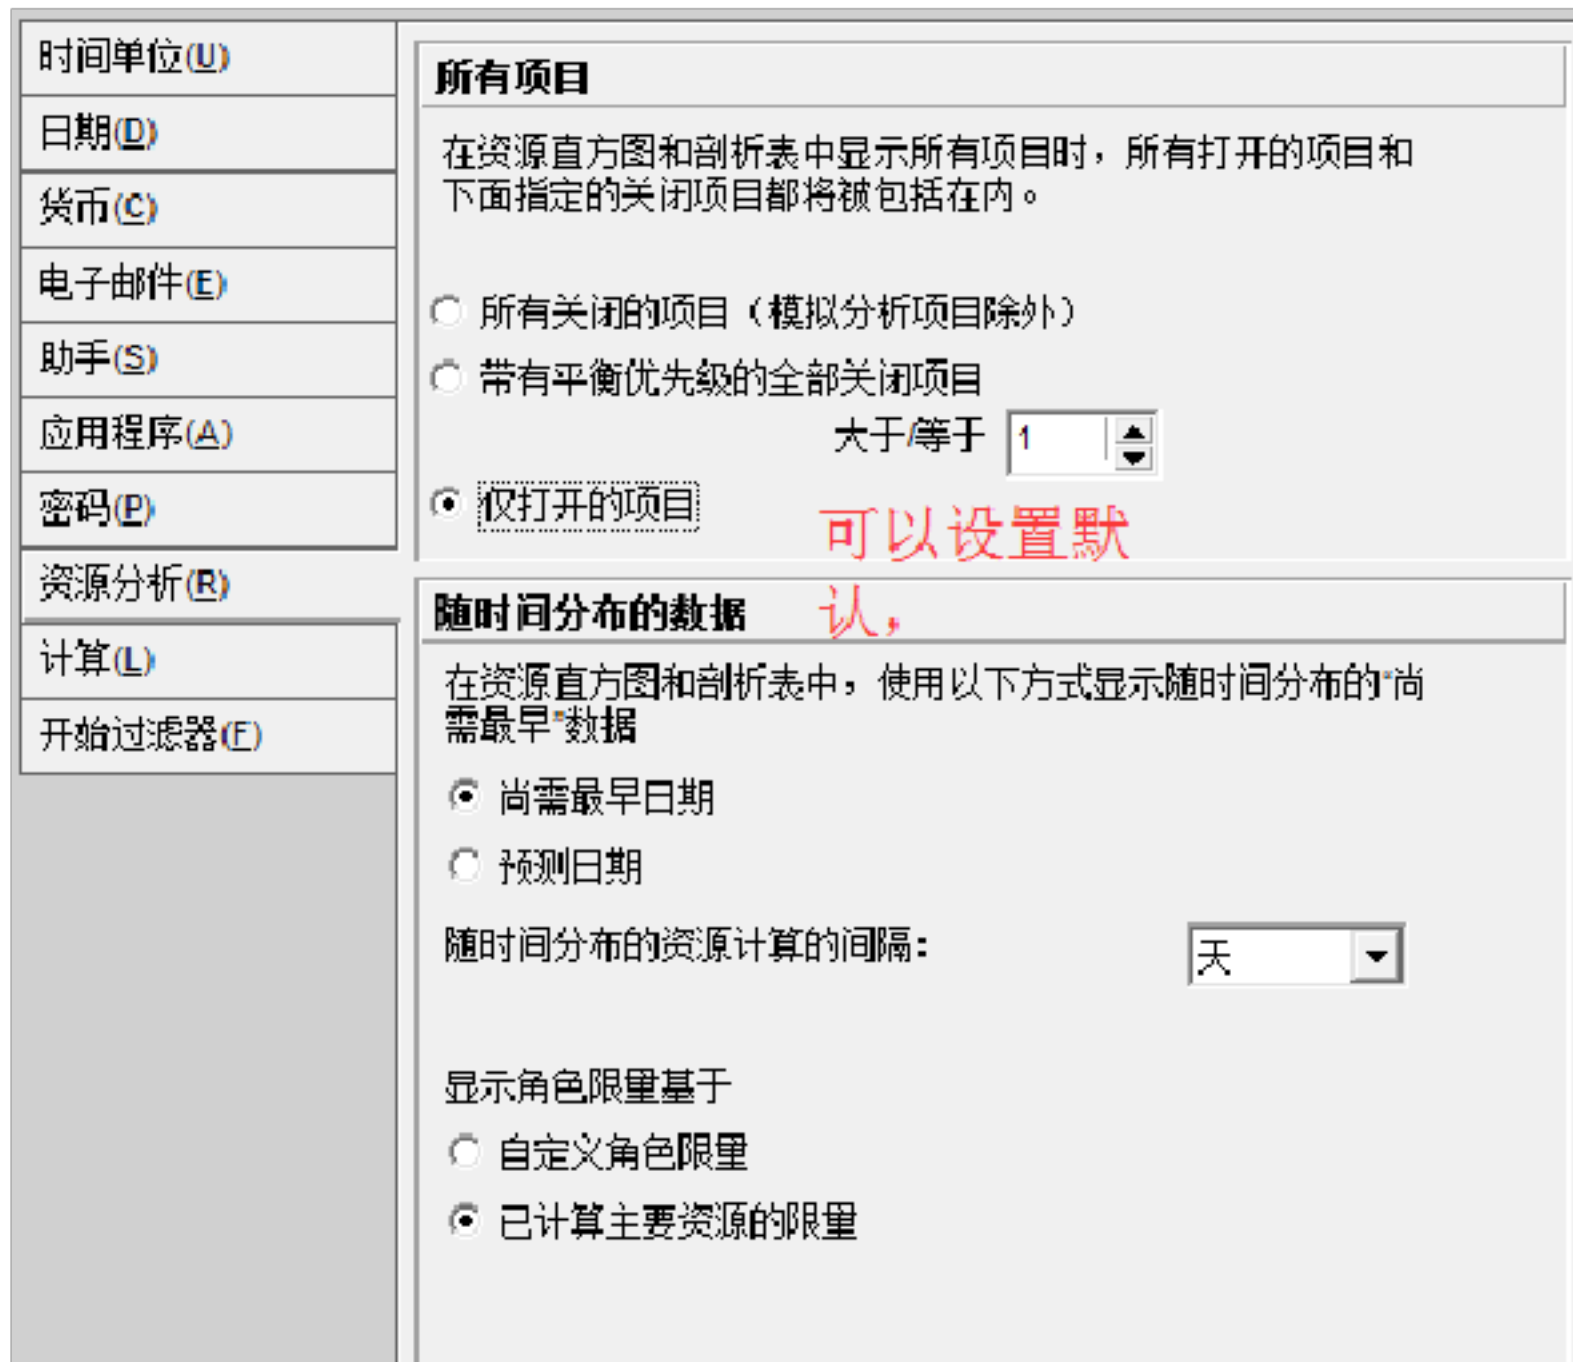 时间单位(U)
日期(D)
货币(C)
电子邮件(E)
助手(S)
应用程序(A)
密码(P)
资源分析(R)
计算(L)
开始过滤器(F)
所有项目
在资源直方图和剖析表中显示所有项目时，所有打开的项目和
下面指定的关闭项目都将被包括在内。
所有关闭的项目（模拟分析项目除外）
带有平衡优先级的全部关闭项目
大于/等于 1
仅打开的项目
可以设置默
认，
随时间分布的数据
在资源直方图和剖析表中，使用以下方式显示随时间分布的“尚
需最早”数据
尚需最早日期
预测日期
随时间分布的资源计算的间隔： 天
显示角色限量基于
自定义角色限量
已计算主要资源的限量